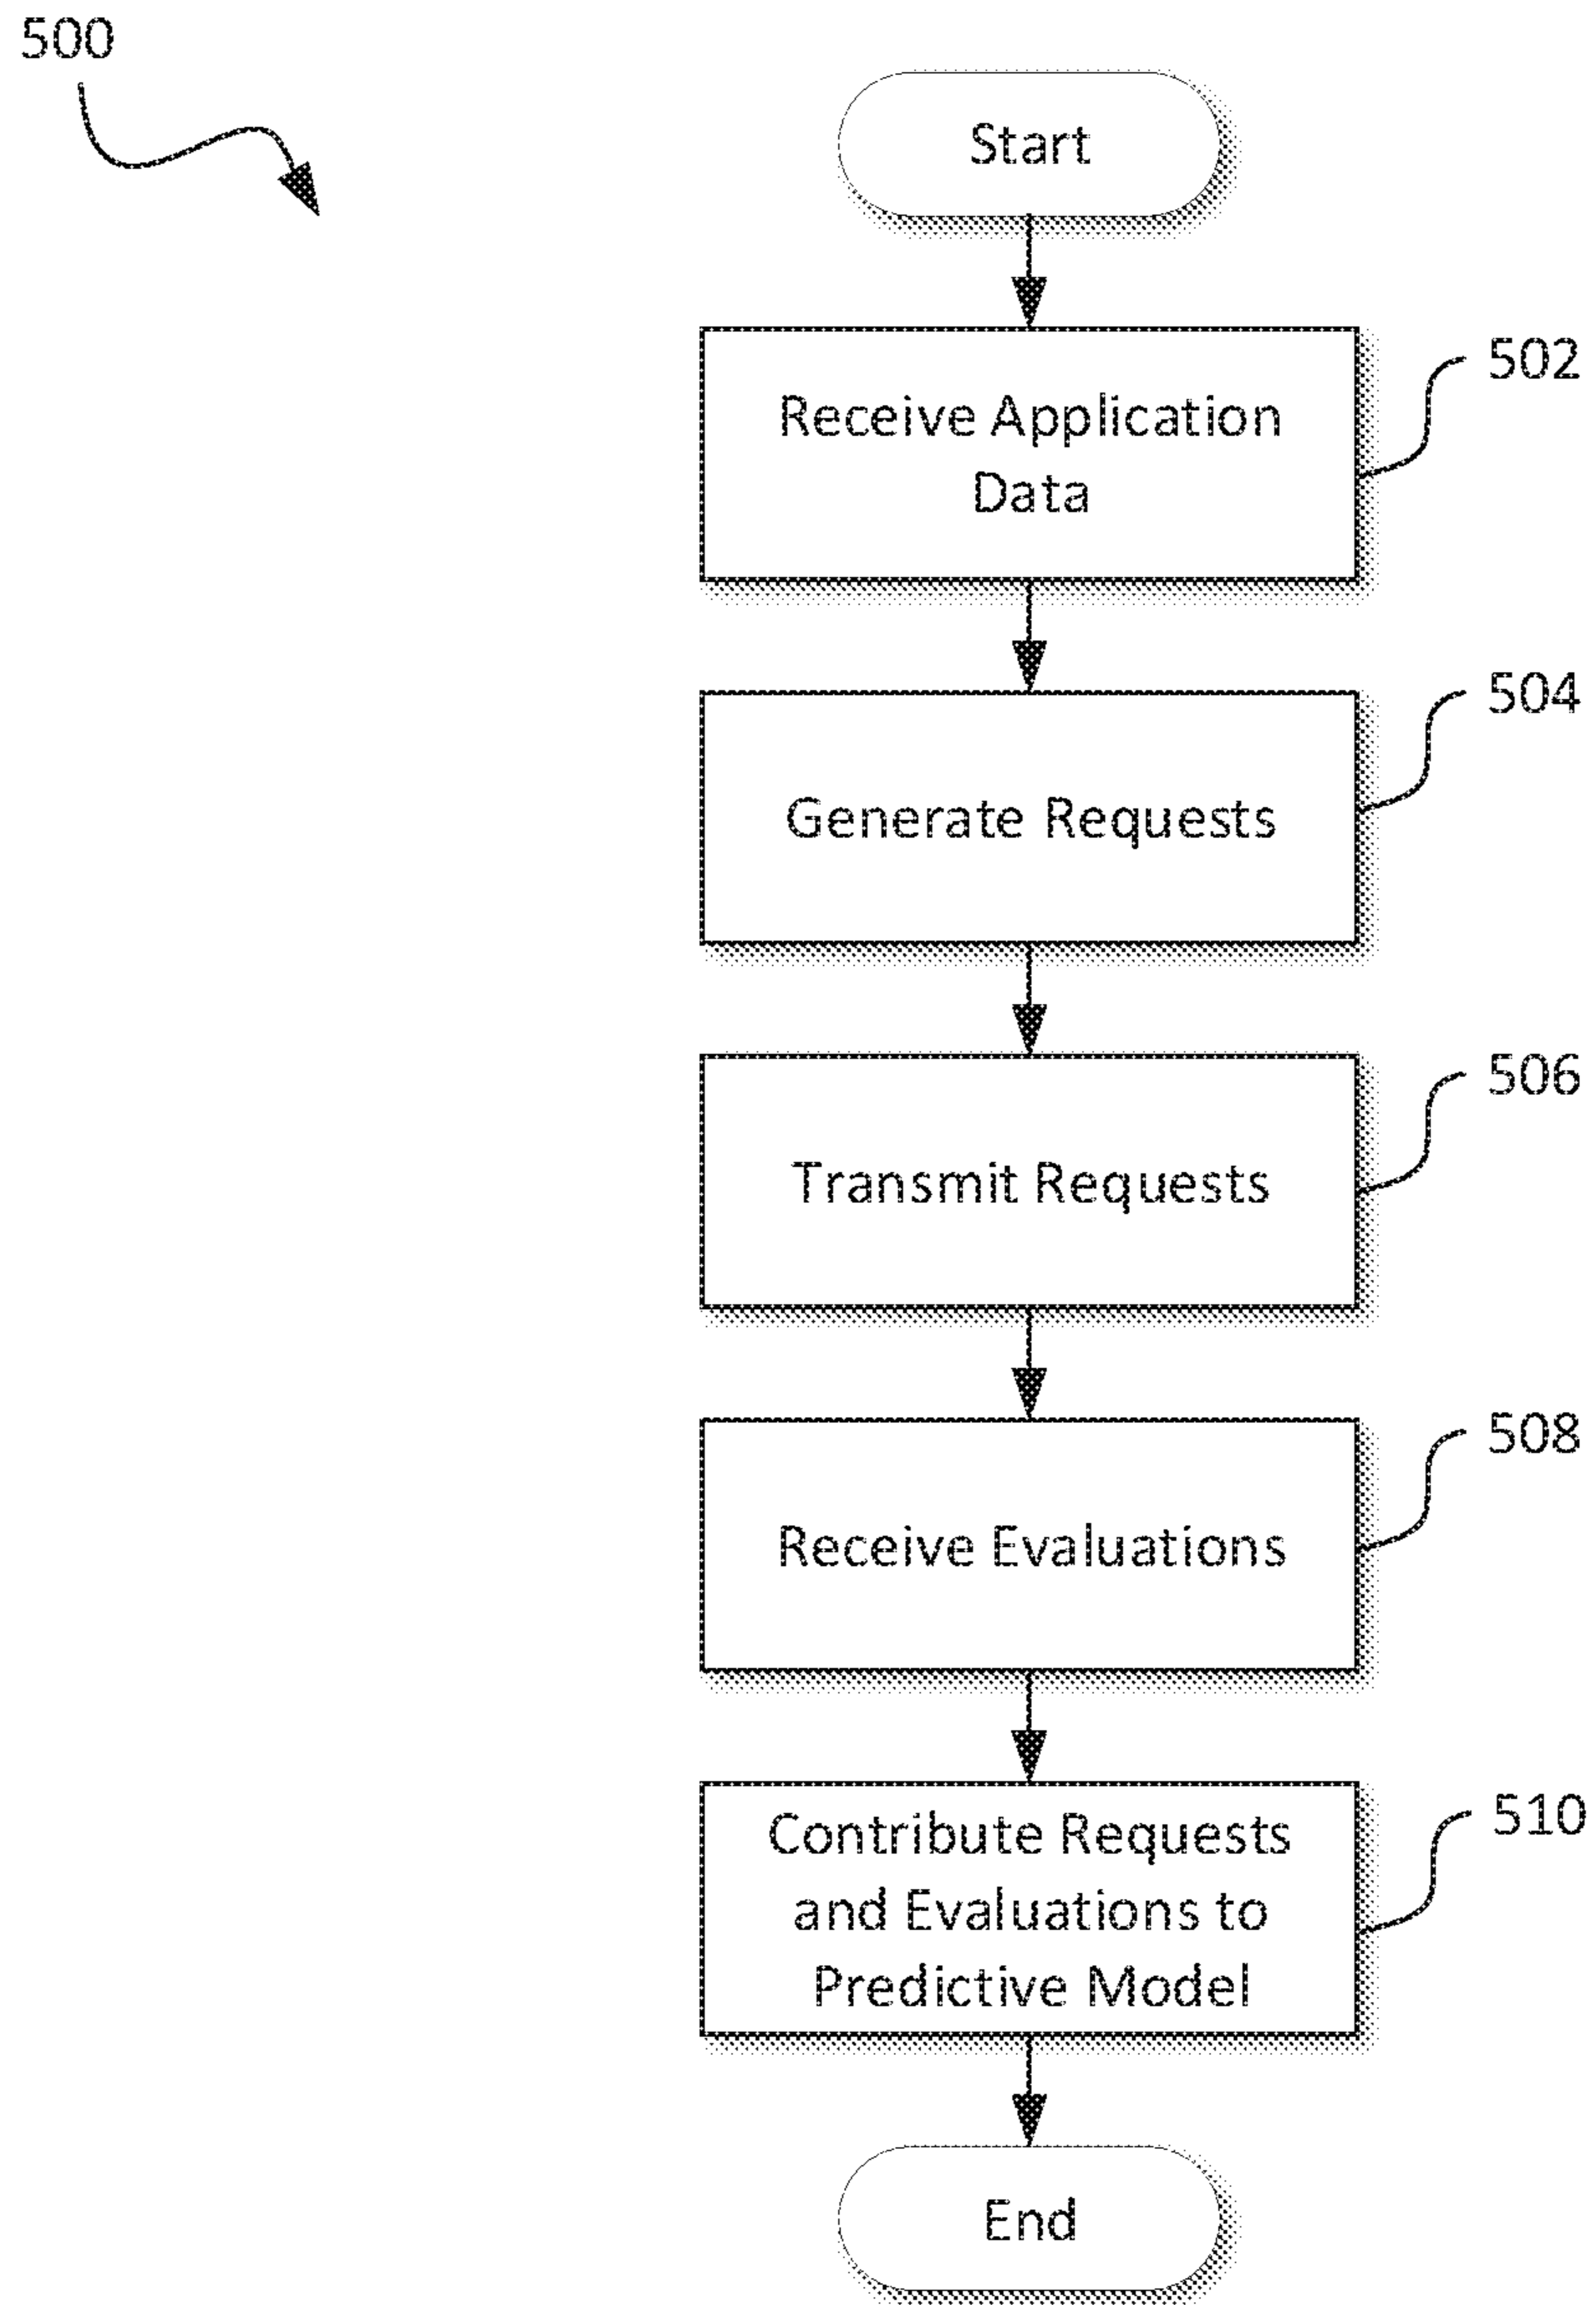 500
Start
502
Receive Application
Data
504
Generate Requests
506
Transmit Requests
508
Receive Evaluations
510
Contribute Requests
and Evaluations to
Predictive Model
End